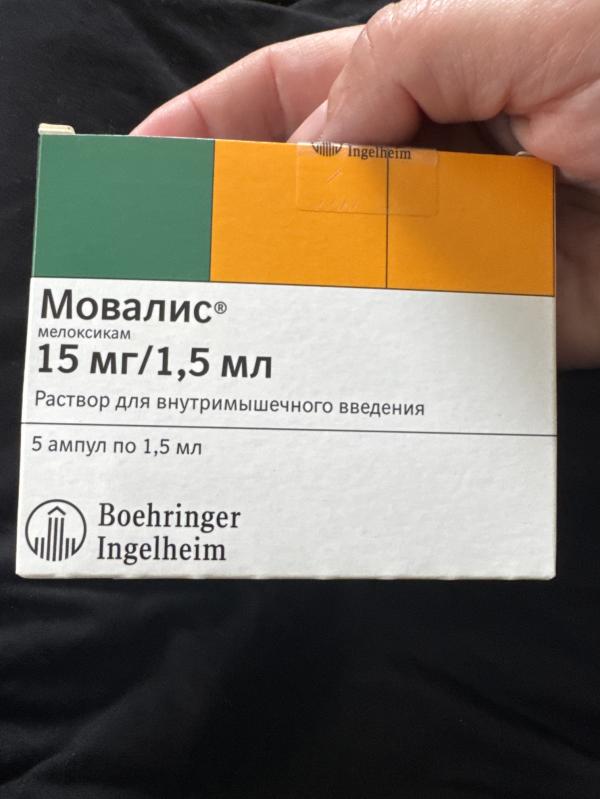 Ingelheim
Мовалис®
мелоксикам
15 мг/1,5 мл
Раствор для внутримышечного введения
5 ампул по 1,5 мл
Boehringer
Ingelheim